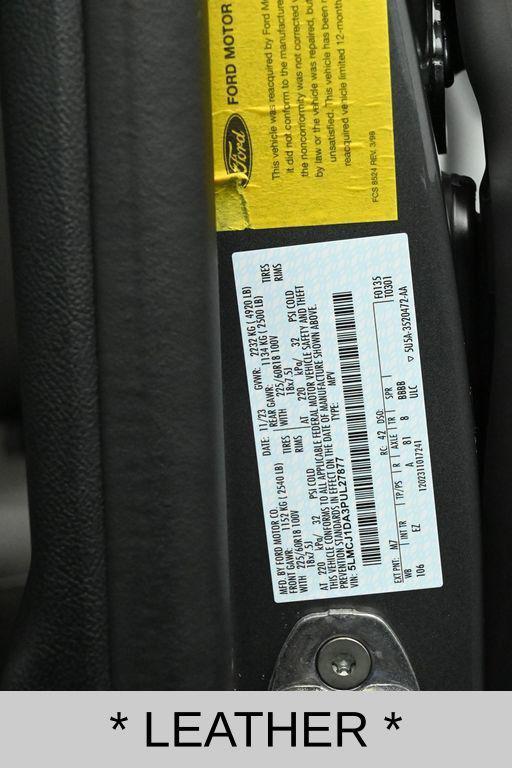 Ford
FORD MOTOR
This vehicle was reacquired by Ford M
it did not conform to the manufacture
the nonconformity was not corrected
by law or the vehicle was repaired, but
unsatisfied. This vehicle has been
reacquired vehicle limited 12-month
FCS 8524 REV. 3/98
MFD. BY FORD MOTOR CO. DATE: 11/23 GVWR: 2232 KG ( 4920 LB)
FRONT GAWR: 1152 KG ( 2540 LB) REAR GAWR: 1134 KG ( 2500 LB)
WITH 225/60R18 100V TIRES WITH 225/60R18 100V TIRES
18x7.5J RIMS 18x7.5J RIMS
AT 220 kPa/ 32 PSI COLD AT 220 kPa/ 32 PSI COLD
THIS VEHICLE CONFORMS TO ALL APPLICABLE FEDERAL MOTOR VEHICLE SAFETY AND THEFT
PREVENTION STANDARDS IN EFFECT ON THE DATE OF MANUFACTURE SHOWN ABOVE.
VIN: 5LMCJ1DA3PUL27877 TYPE: MPV
F0135
T0301
EXT PNT: M7 RC: 42 DSO:
WB INT TR TP/PS R AXLE TR SPR
106 EZ A B1 B BBBB
12023110T241 ULC
▽ 5U5A-3520472-AA
* LEATHER *